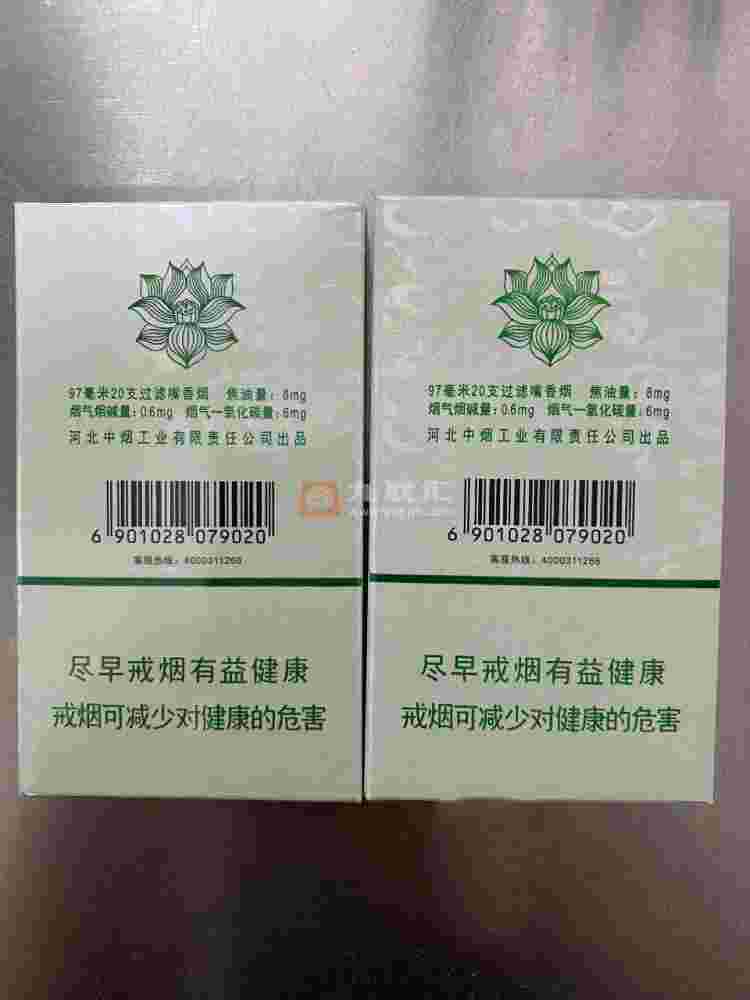 97毫米20支过滤嘴香烟 焦油量：8mg
烟气烟碱量：0.6mg 烟气一氧化碳量：6mg
河北中烟工业有限责任公司出品
6 901028 079020
客服热线：4000311266
尽早戒烟有益健康
戒烟可减少对健康的危害
97毫米20支过滤嘴香烟 焦油量：8mg
烟气烟碱量：0.6mg 烟气一氧化碳量：6mg
河北中烟工业有限责任公司出品
6 901028 079020
客服热线：4000311266
尽早戒烟有益健康
戒烟可减少对健康的危害